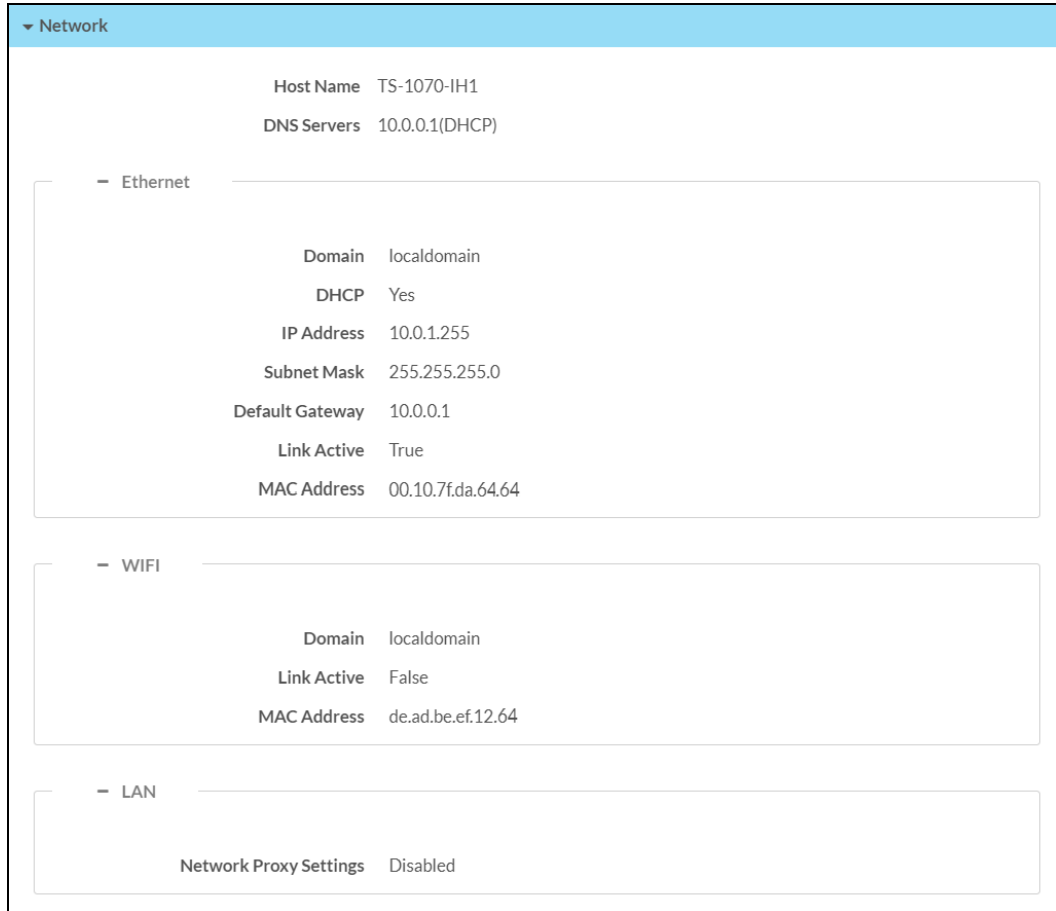 Network
Host Name TS-1070-IH1
DNS Servers 10.0.0.1(DHCP)
Ethernet
Domain localdomain
DHCP Yes
IP Address 10.0.1.255
Subnet Mask 255.255.255.0
Default Gateway 10.0.0.1
Link Active True
MAC Address 00.10.7f.da.64.64
WIFI
Domain localdomain
Link Active False
MAC Address de.ad.be.ef.12.64
LAN
Network Proxy Settings Disabled